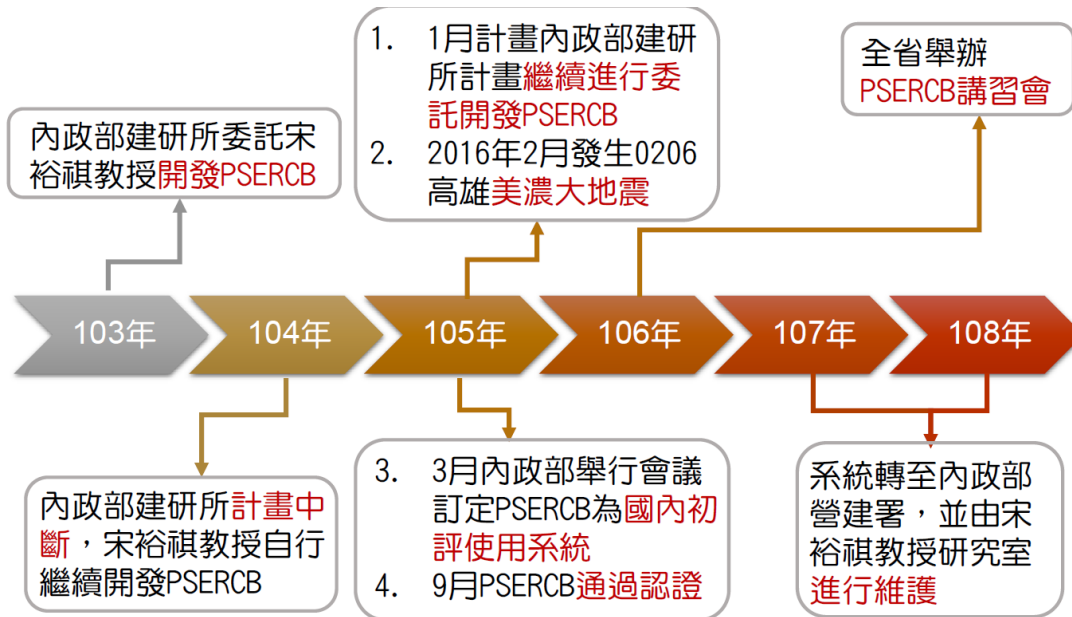 內政部建研所委託宋
裕祺教授開發PSERCB
1. 1月計畫內政部建研
所計畫繼續進行委
託開發PSERCB
2. 2016年2月發生0206
高雄美濃大地震
全省舉辦
PSERCB講習會
103年
104年
105年
106年
107年
108年
內政部建研所計畫中
斷，宋裕祺教授自行
繼續開發PSERCB
3. 3月內政部舉行會議
訂定PSERCB為國內初
評使用系統
4. 9月PSERCB通過認證
系統轉至內政部
營建署，並由宋
裕祺教授研究室
進行維護